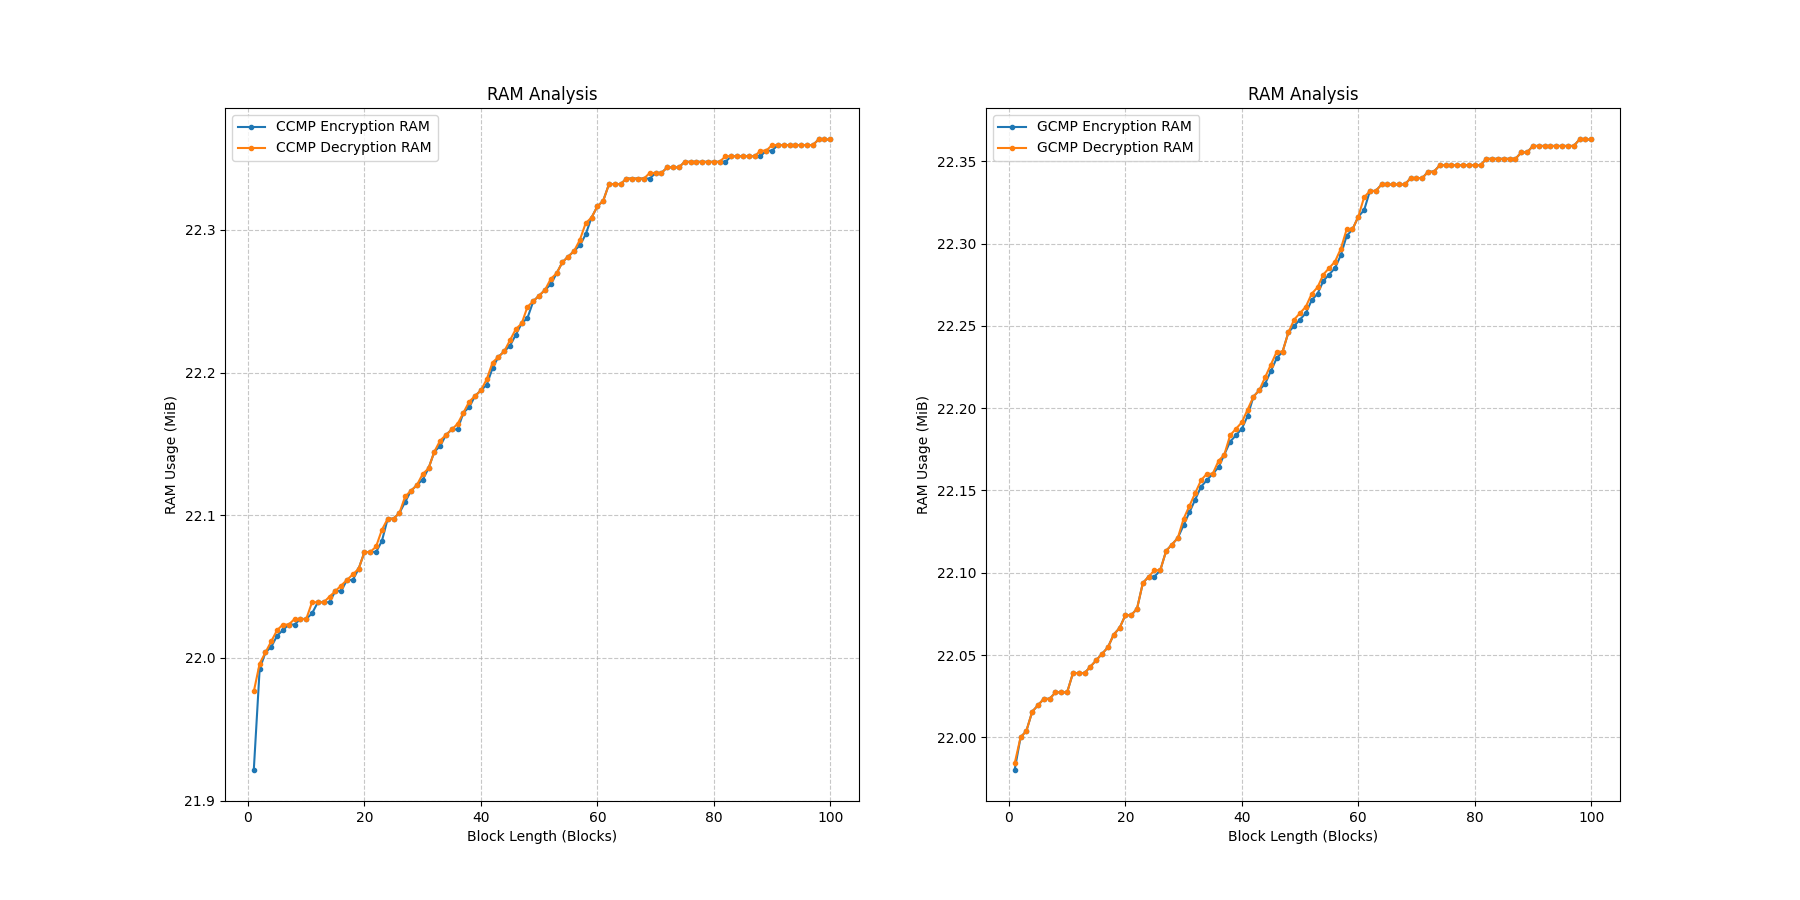 RAM Analysis
CCMP Encryption RAM
CCMP Decryption RAM
22.3
22.2
22.1
22.0
21.9
RAM Usage (MiB)
0 20 40 60 80 100
Block Length (Blocks)
RAM Analysis
GCMP Encryption RAM
GCMP Decryption RAM
22.35
22.30
22.25
22.20
22.15
22.10
22.05
22.00
RAM Usage (MiB)
0 20 40 60 80 100
Block Length (Blocks)